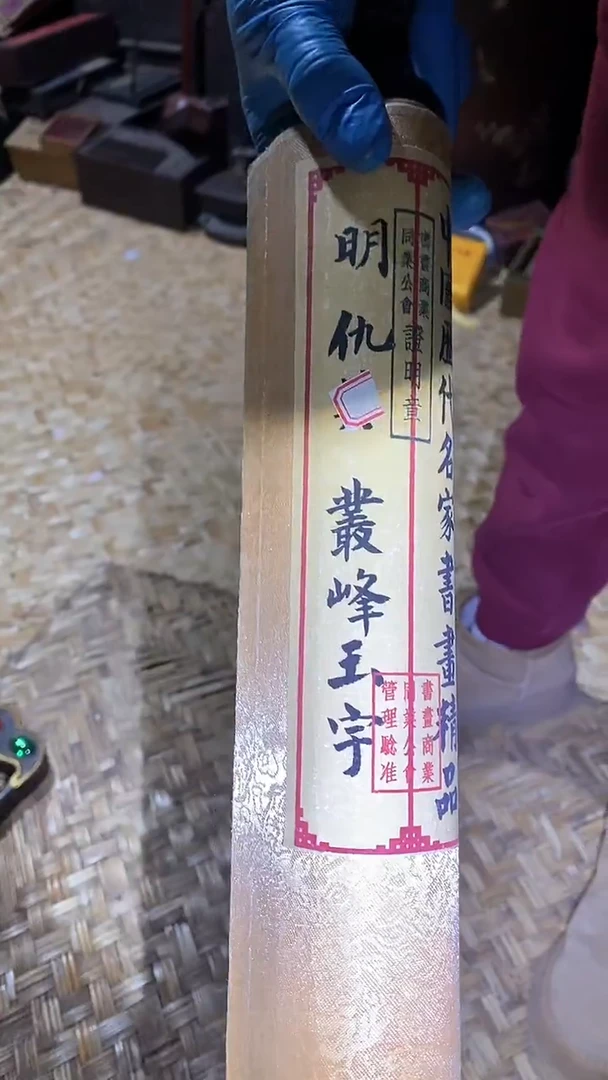 代名家書畫精品
書畫商業
同業公會
證明章
明仇
叢峰玉宇
書畫商業
同業公會
管理驗准